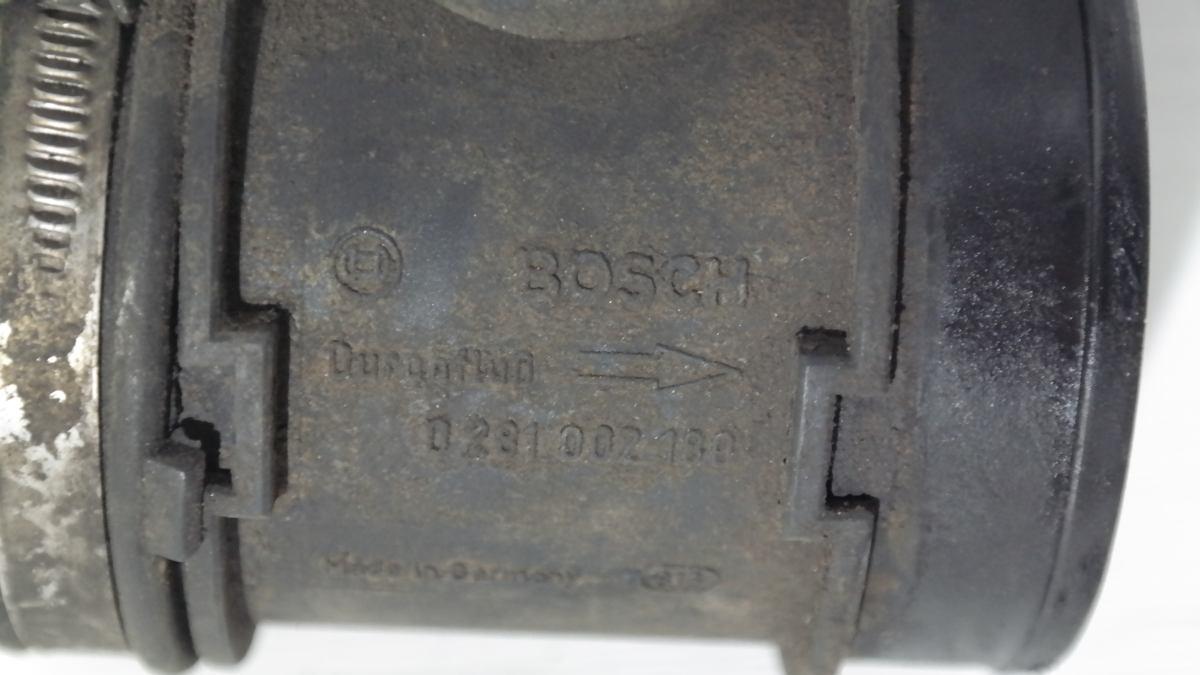 BOSCH
Durchfluß
0 281 002 180
Made in Germany